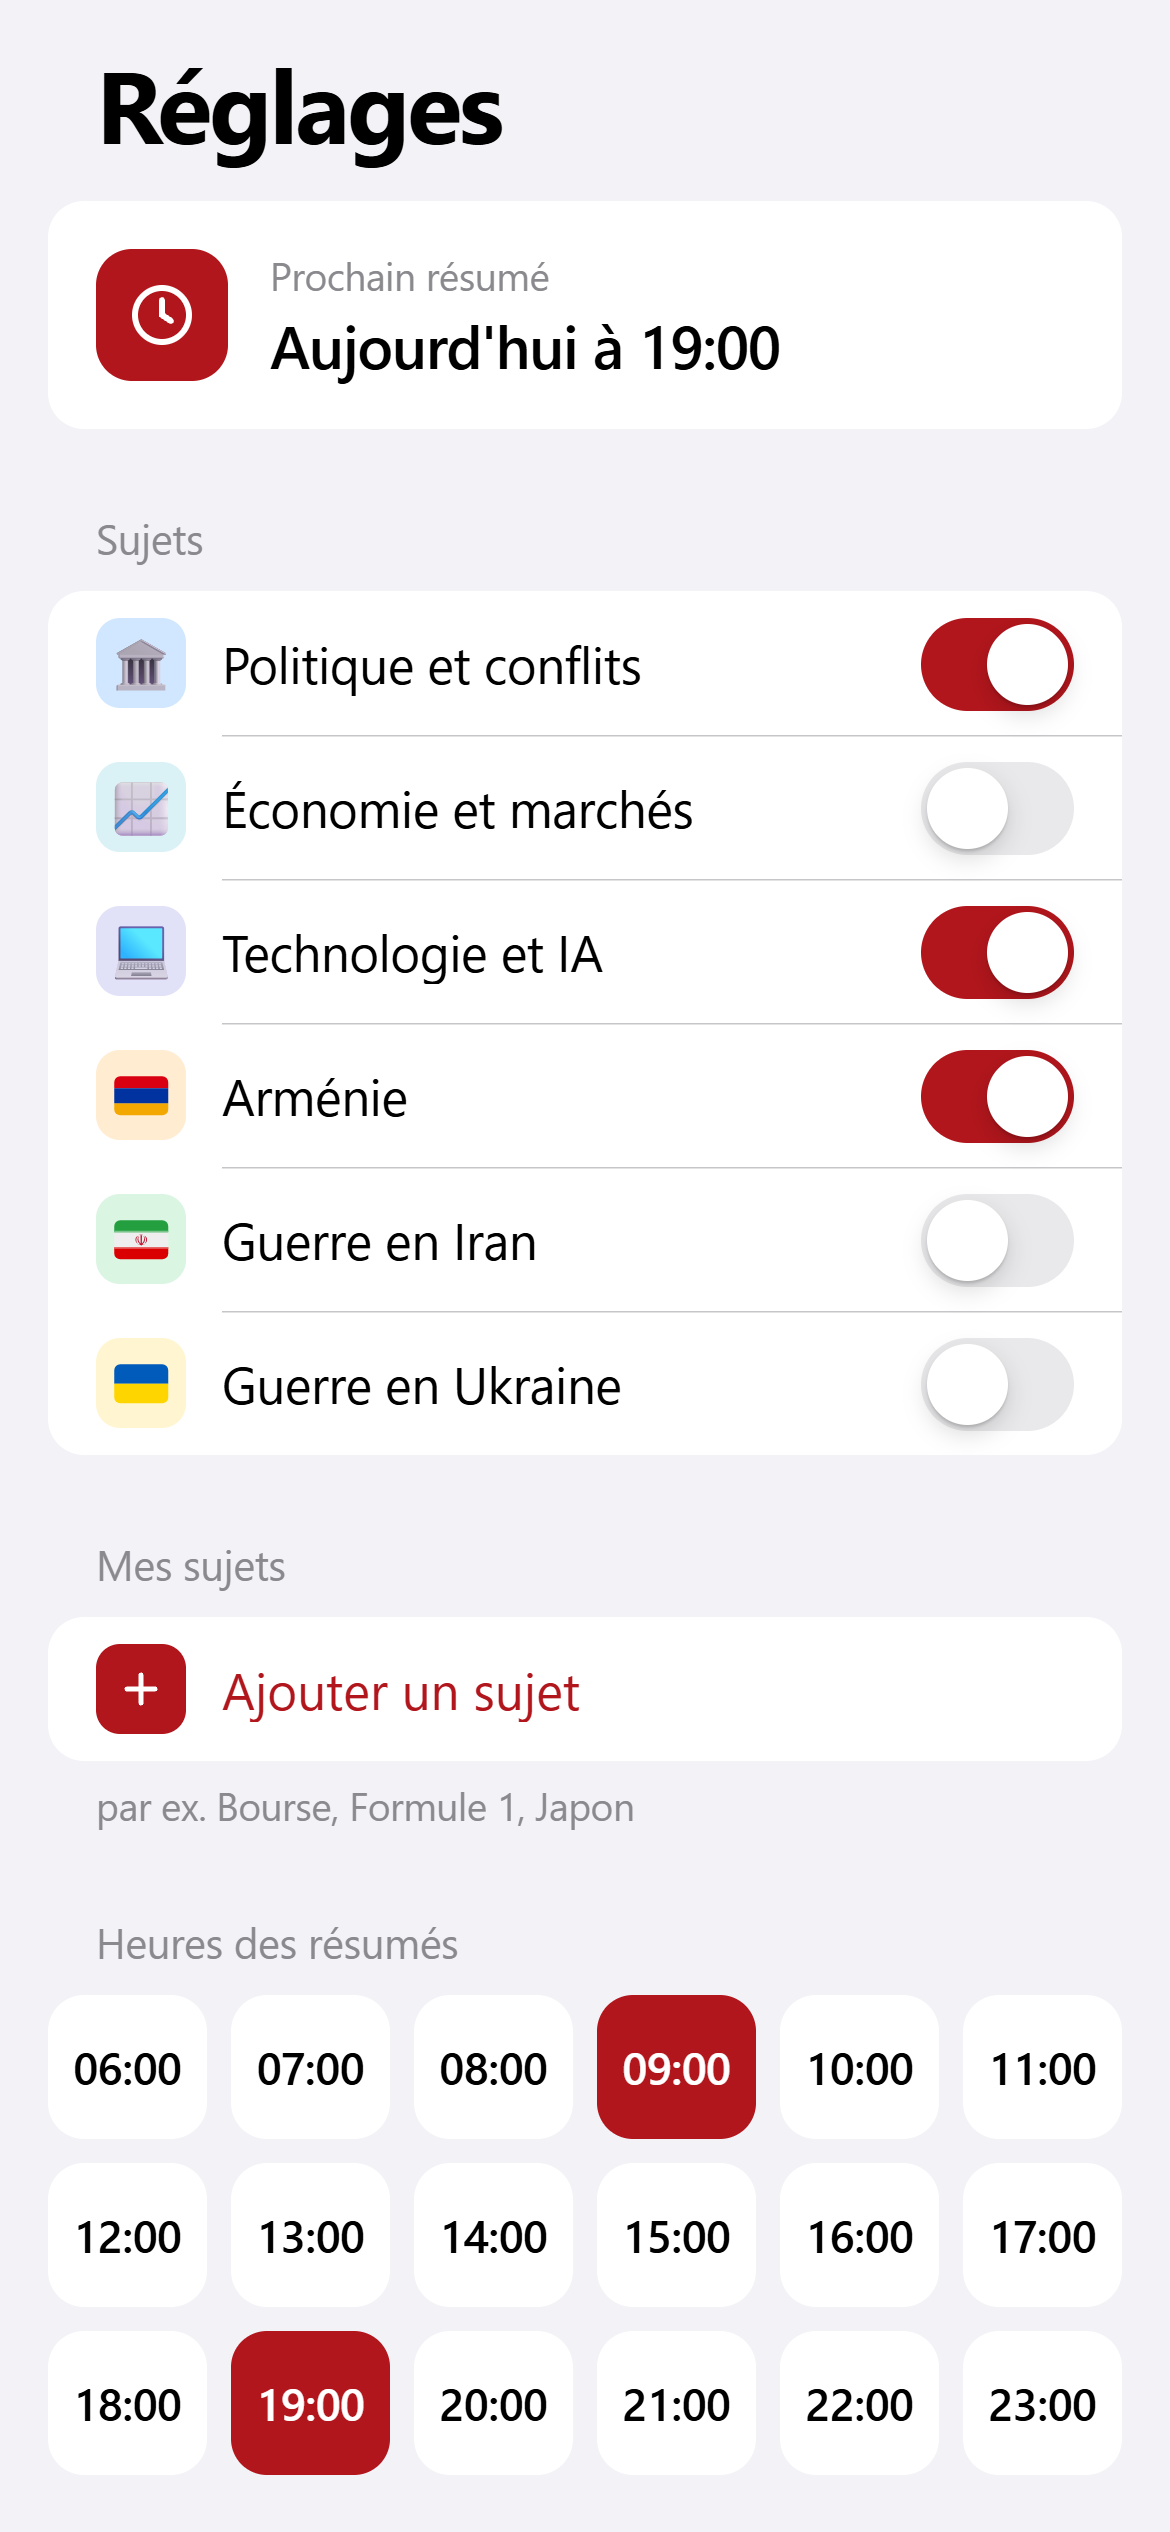 Réglages
Prochain résumé
Aujourd'hui à 19:00
Sujets
Politique et conflits
Économie et marchés
Technologie et IA
Arménie
Guerre en Iran
Guerre en Ukraine
Mes sujets
Ajouter un sujet
par ex. Bourse, Formule 1, Japon
Heures des résumés
06:00 07:00 08:00 09:00 10:00 11:00
12:00 13:00 14:00 15:00 16:00 17:00
18:00 19:00 20:00 21:00 22:00 23:00